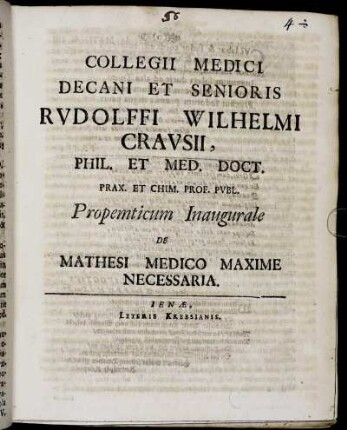 56
COLLEGII MEDICI
DECANI ET SENIORIS
RVDOLFFI WILHELMI
CRAVSII,
PHIL. ET MED. DOCT.
PRAX. ET CHIM. PROF. PVBL.
Propemticum Inaugurale
DE
MATHESI MEDICO MAXIME
NECESSARIA.
IENÆ,
LITERIS KREBSIANIS.